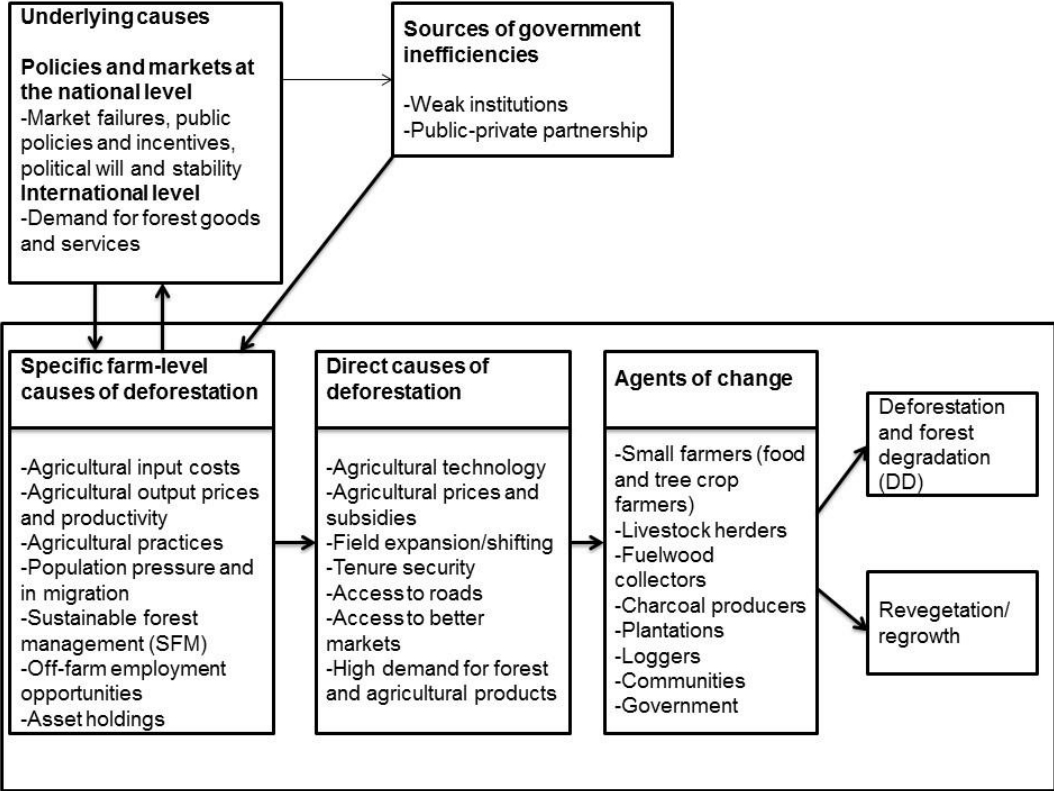 Underlying causes
Policies and markets at
the national level
-Market failures, public
policies and incentives,
political will and stability
International level
-Demand for forest goods
and services
Sources of government
inefficiencies
-Weak institutions
-Public-private partnership
Specific farm-level
causes of deforestation
-Agricultural input costs
-Agricultural output prices
and productivity
-Agricultural practices
-Population pressure and
in migration
-Sustainable forest
management (SFM)
-Off-farm employment
opportunities
-Asset holdings
Direct causes of
deforestation
-Agricultural technology
-Agricultural prices and
subsidies
-Field expansion/shifting
-Tenure security
-Access to roads
-Access to better
markets
-High demand for forest
and agricultural products
Agents of change
-Small farmers (food
and tree crop
farmers)
-Livestock herders
-Fuelwood
collectors
-Charcoal producers
-Plantations
-Loggers
-Communities
-Government
Deforestation
and forest
degradation
(DD)
Revegetation/
regrowth